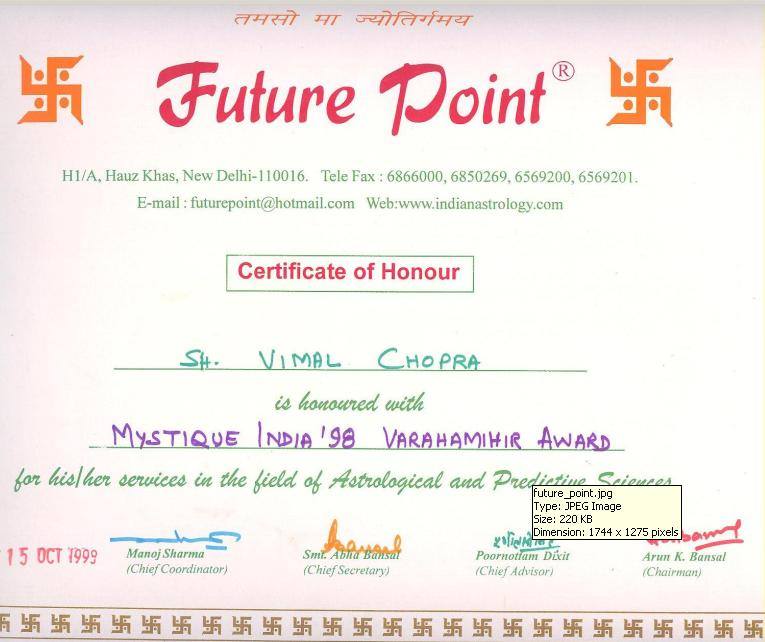 तमसो मा ज्योतिर्गमय
Future Point®
H1/A, Hauz Khas, New Delhi-110016. Tele Fax : 6866000, 6850269, 6569200, 6569201.
E-mail : futurepoint@hotmail.com Web:www.indianastrology.com
Certificate of Honour
SH. VIMAL CHOPRA
is honoured with
MYSTIQUE INDIA '98 VARAHAMIHIR AWARD
for his/her services in the field of Astrological and Predictive Sciences
future_point.jpg
Type: JPEG Image
Size: 220 KB
Dimension: 1744 x 1275 pixels
15 OCT 1999
Manoj Sharma
(Chief Coordinator)
Smt. Abha Bansal
(Chief Secretary)
Poornottam Dixit
(Chief Advisor)
Arun K. Bansal
(Chairman)